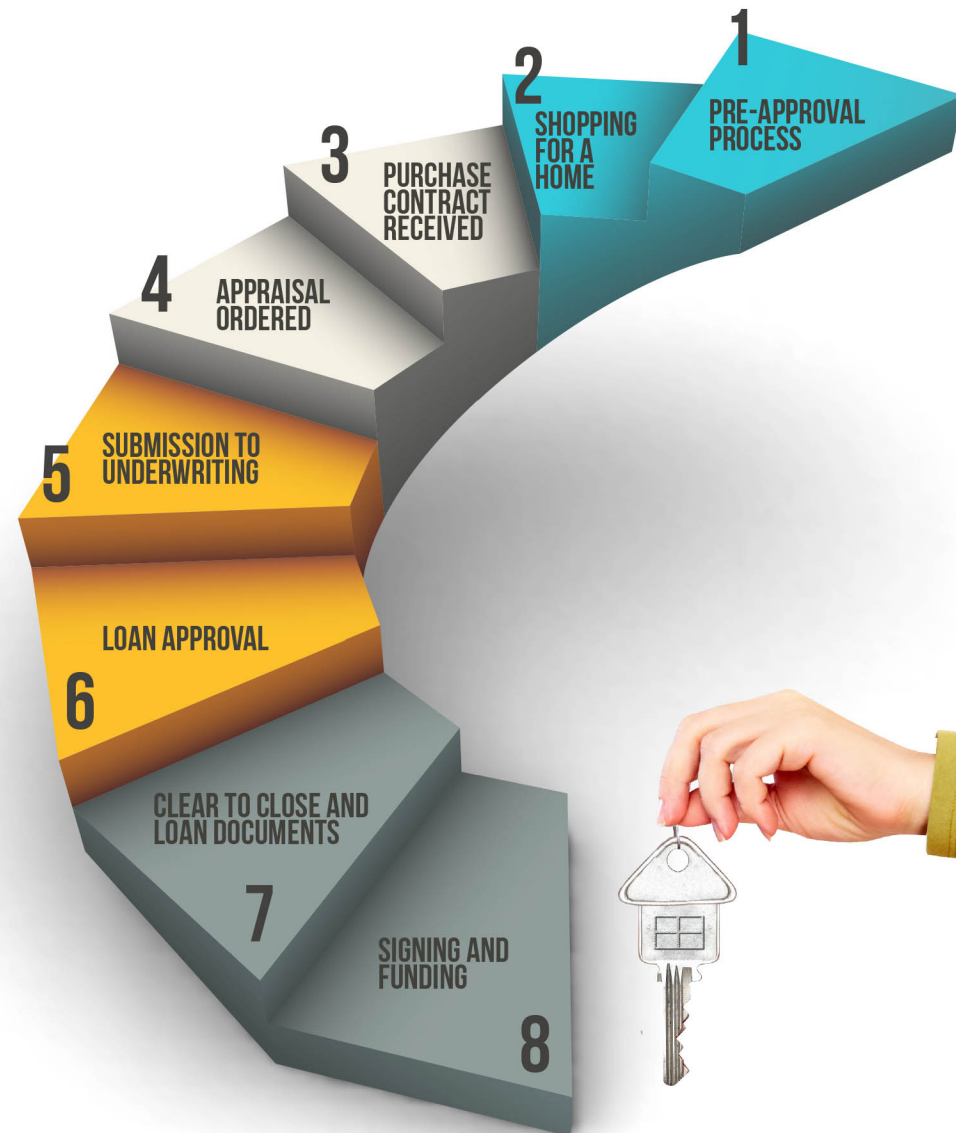 1
PRE-APPROVAL
PROCESS
2
SHOPPING
FOR A
HOME
3
PURCHASE
CONTRACT
RECEIVED
4
APPRAISAL
ORDERED
5
SUBMISSION TO
UNDERWRITING
6
LOAN APPROVAL
7
CLEAR TO CLOSE AND
LOAN DOCUMENTS
8
SIGNING AND
FUNDING